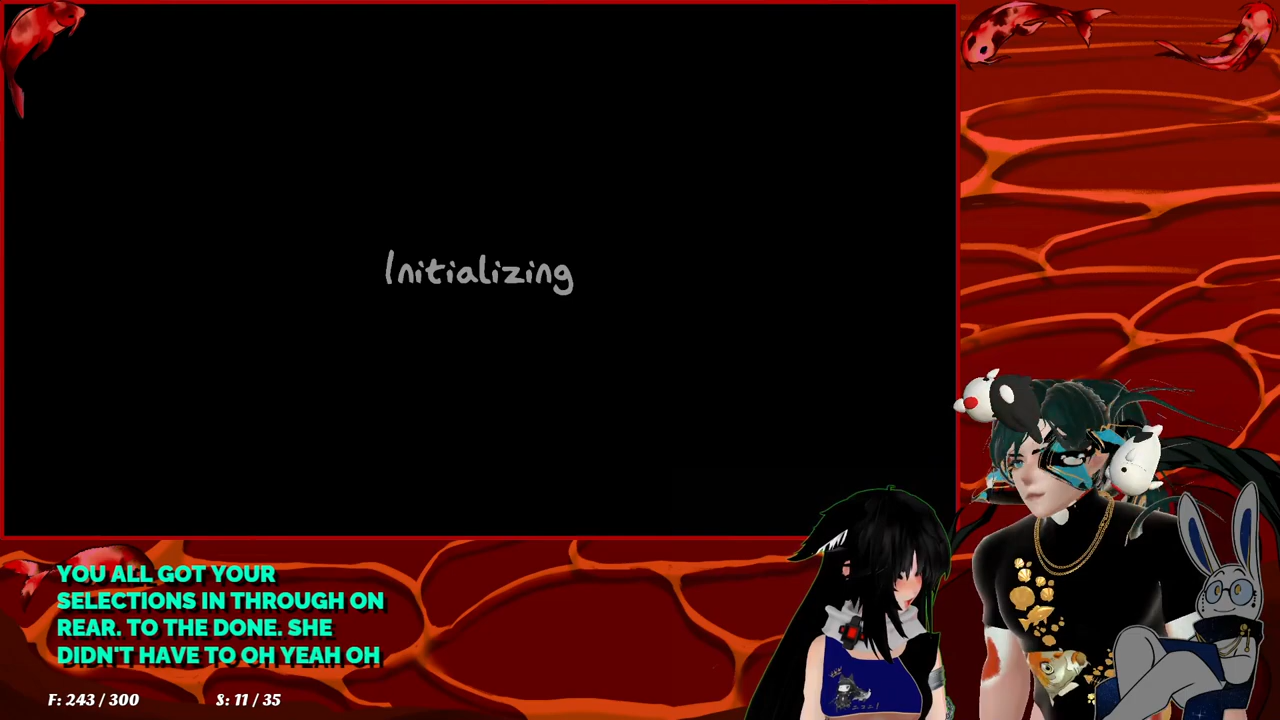 Initializing
YOU ALL GOT YOUR
SELECTIONS IN THROUGH ON
REAR. TO THE DONE. SHE
DIDN'T HAVE TO OH YEAH OH
F: 243 / 300
S: 11 / 35